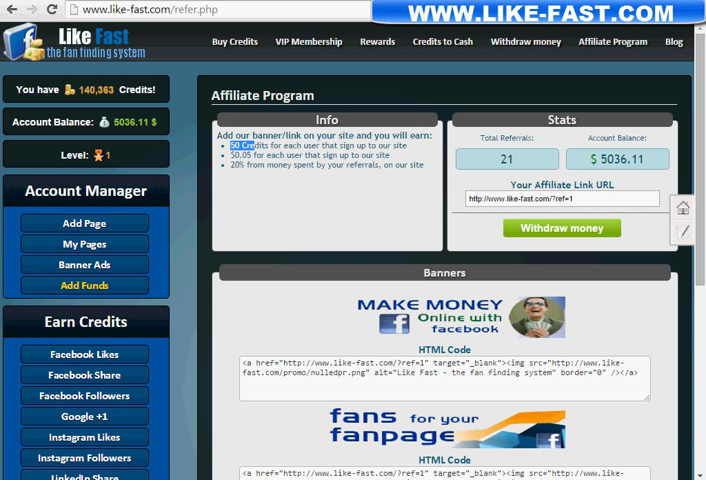 www.like-fast.com/refer.php
WWW.LIKE-FAST.COM
Like Fast
the fan finding system
Buy Credits
VIP Membership
Rewards
Credits to Cash
Withdraw money
Affiliate Program
Blog
You have 140,363 Credits!
Account Balance: 5036.11 $
Level: 1
Account Manager
Add Page
My Pages
Banner Ads
Add Funds
Earn Credits
Facebook Likes
Facebook Share
Facebook Followers
Google +1
Instagram Likes
Instagram Followers
LinkedIn Share
Affiliate Program
Info
Add our banner/link on your site and you will earn:
50 Credits for each user that sign up to our site
$0.05 for each user that sign up to our site
20% from money spent by your referrals, on our site
Stats
Total Referrals:
Account Balance:
21
$ 5036.11
Your Affiliate Link URL
http://www.like-fast.com/?ref=1
Withdraw money
Banners
MAKE MONEY
Online with
facebook
HTML Code
<a href="http://www.like-fast.com/?ref=1" target="_blank"><img src="http://www.like-
fast.com/promo/nulledpr.png" alt="Like Fast - the fan finding system" border="0" /></a>
fans for your
fanpage
HTML Code
<a href="http://www.like-fast.com/?ref=1" target="_blank"><img src="http://www.like-